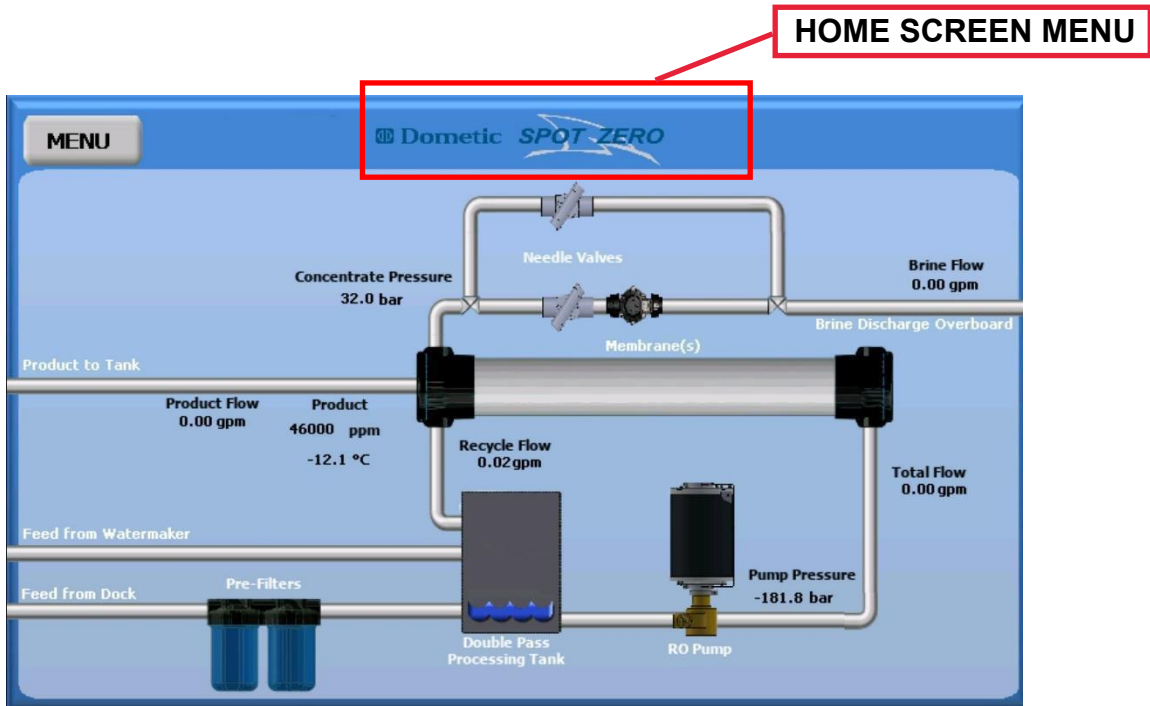 HOME SCREEN MENU
MENU
Dometic SPOT ZERO
Needle Valves
Concentrate Pressure
32.0 bar
Brine Flow
0.00 gpm
Brine Discharge Overboard
Membrane(s)
Product to Tank
Product Flow
0.00 gpm
Product
46000 ppm
-12.1 °C
Recycle Flow
0.02gpm
Total Flow
0.00 gpm
Feed from Watermaker
Feed from Dock
Pre-Filters
Pump Pressure
-181.8 bar
Double Pass
Processing Tank
RO Pump